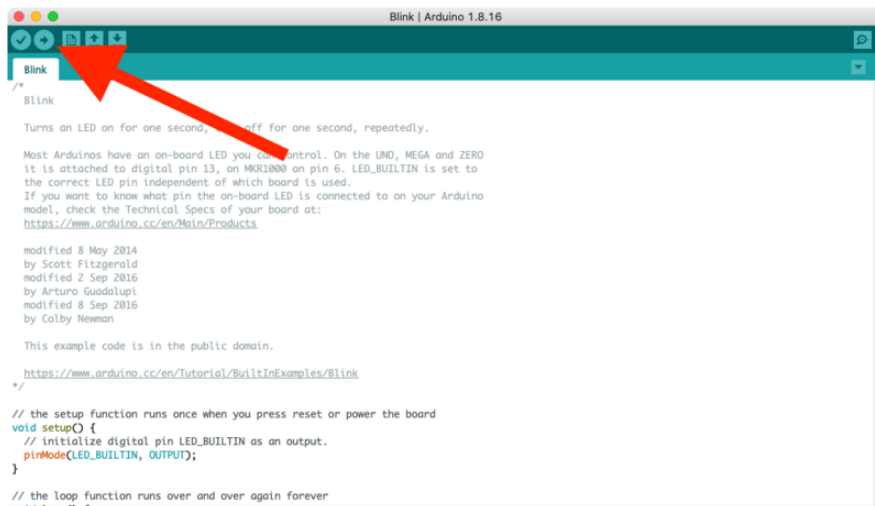 Blink | Arduino 1.8.16
Blink
/*
Blink
Turns an LED on for one second, off for one second, repeatedly.
Most Arduinos have an on-board LED you can control. On the UNO, MEGA and ZERO
it is attached to digital pin 13, on MKR1000 on pin 6. LED_BUILTIN is set to
the correct LED pin independent of which board is used.
If you want to know what pin the on-board LED is connected to on your Arduino
model, check the Technical Specs of your board at:
https://www.arduino.cc/en/Main/Products
modified 8 May 2014
by Scott Fitzgerald
modified 2 Sep 2016
by Arturo Guadalupi
modified 8 Sep 2016
by Colby Newman
This example code is in the public domain.
https://www.arduino.cc/en/Tutorial/BuiltInExamples/Blink
*/
// the setup function runs once when you press reset or power the board
void setup() {
// initialize digital pin LED_BUILTIN as an output.
pinMode(LED_BUILTIN, OUTPUT);
}
// the loop function runs over and over again forever